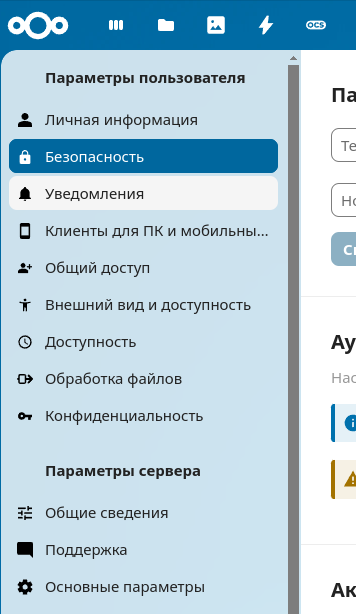 ocs
Параметры пользователя
Па
Личная информация
Те
Безопасность
Уведомления
Но
Клиенты для ПК и мобильны...
Общий доступ
Внешний вид и доступность
Доступность
Ау
Обработка файлов
Нас
Конфиденциальность
Параметры сервера
Общие сведения
Поддержка
Основные параметры
Ак